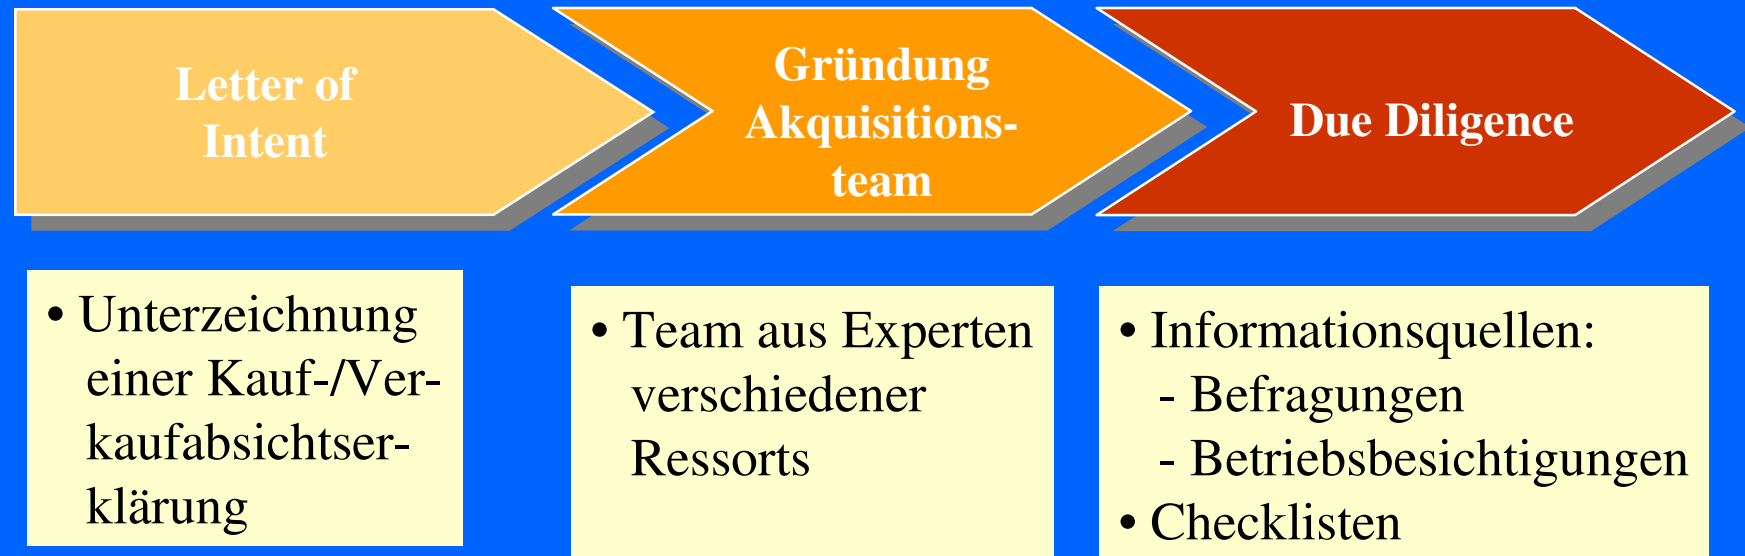 Letter of
Intent
Gründung
Akquisitions-
team
Due Diligence
• Unterzeichnung
einer Kauf-/Ver-
kaufabsichtser-
klärung
• Team aus Experten
verschiedener
Ressorts
• Informationsquellen:
- Befragungen
- Betriebsbesichtigungen
• Checklisten